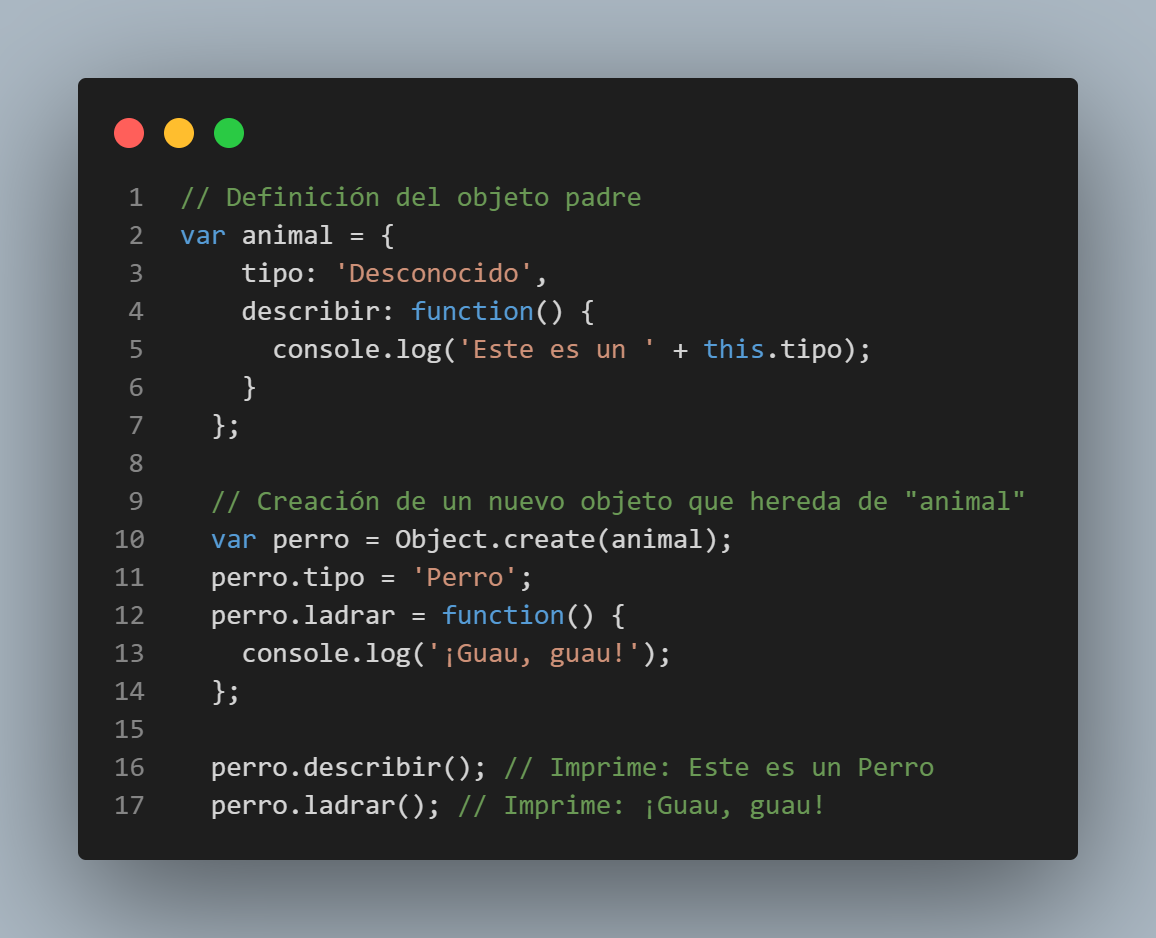 1 // Definición del objeto padre
2 var animal = {
3     tipo: 'Desconocido',
4     describir: function() {
5       console.log('Este es un ' + this.tipo);
6     }
7   };
8
9   // Creación de un nuevo objeto que hereda de "animal"
10   var perro = Object.create(animal);
11   perro.tipo = 'Perro';
12   perro.ladrar = function() {
13     console.log('¡Guau, guau!');
14   };
15
16   perro.describir(); // Imprime: Este es un Perro
17   perro.ladrar(); // Imprime: ¡Guau, guau!